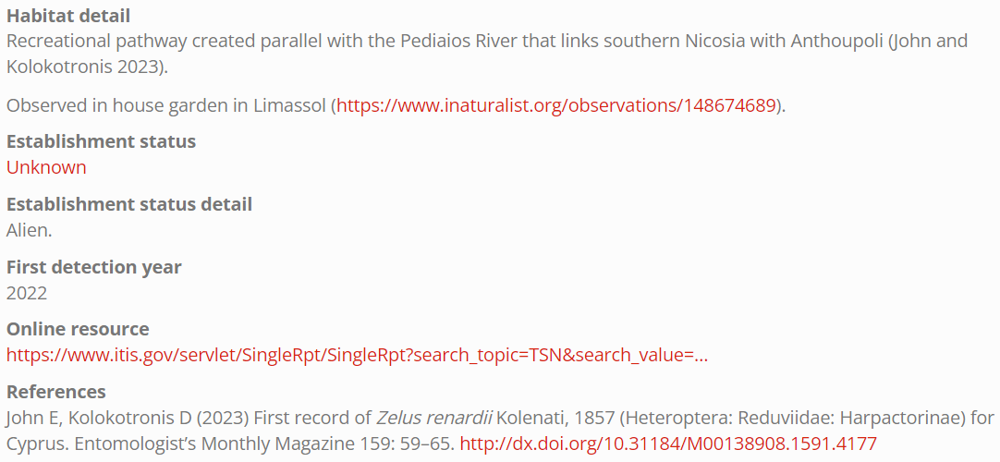 Habitat detail
Recreational pathway created parallel with the Pediaios River that links southern Nicosia with Anthoupoli (John and
Kolokotronis 2023).
Observed in house garden in Limassol (https://www.inaturalist.org/observations/148674689).
Establishment status
Unknown
Establishment status detail
Alien.
First detection year
2022
Online resource
https://www.itis.gov/servlet/SingleRpt/SingleRpt?search_topic=TSN&search_value=...
References
John E, Kolokotronis D (2023) First record of Zelus renardii Kolenati, 1857 (Heteroptera: Reduviidae: Harpactorinae) for
Cyprus. Entomologist’s Monthly Magazine 159: 59–65. http://dx.doi.org/10.31184/M00138908.1591.4177